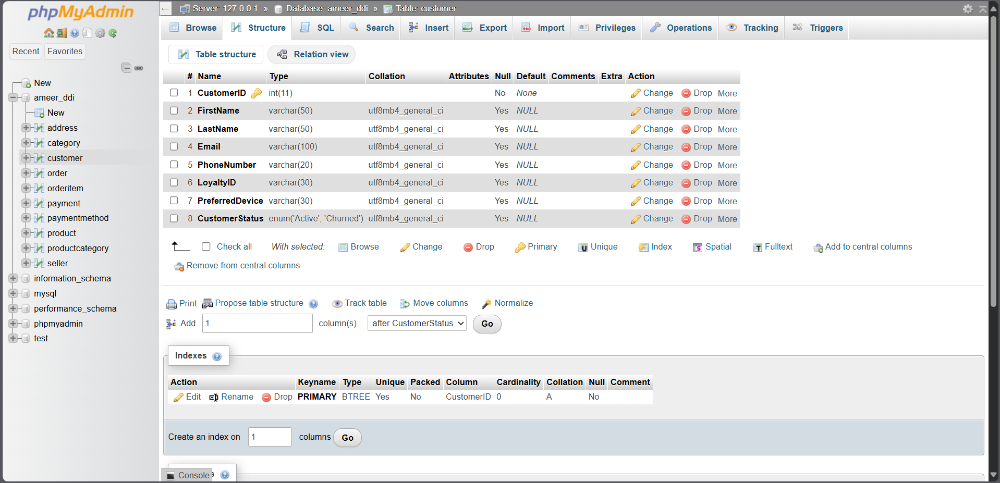 phpMyAdmin
Recent Favorites
New
ameer_ddi
New
address
category
customer
order
orderitem
payment
paymentmethod
product
productcategory
seller
information_schema
mysql
performance_schema
phpmyadmin
test
← Server: 127.0.0.1 » Database: ameer_ddi » Table: customer
Browse Structure SQL Search Insert Export Import Privileges Operations Tracking Triggers
Table structure Relation view
# Name Type Collation Attributes Null Default Comments Extra Action
1 CustomerID int(11) No None Change Drop More
2 FirstName varchar(50) utf8mb4_general_ci Yes NULL Change Drop More
3 LastName varchar(50) utf8mb4_general_ci Yes NULL Change Drop More
4 Email varchar(100) utf8mb4_general_ci Yes NULL Change Drop More
5 PhoneNumber varchar(20) utf8mb4_general_ci Yes NULL Change Drop More
6 LoyaltyID varchar(30) utf8mb4_general_ci Yes NULL Change Drop More
7 PreferredDevice varchar(30) utf8mb4_general_ci Yes NULL Change Drop More
8 CustomerStatus enum('Active', 'Churned') utf8mb4_general_ci Yes NULL Change Drop More
Check all With selected: Browse Change Drop Primary Unique Index Spatial Fulltext Add to central columns
Remove from central columns
Print Propose table structure Track table Move columns Normalize
Add 1 column(s) after CustomerStatus Go
Indexes
Action Keyname Type Unique Packed Column Cardinality Collation Null Comment
Edit Rename Drop PRIMARY BTREE Yes No CustomerID 0 A No
Create an index on 1 columns Go
Console